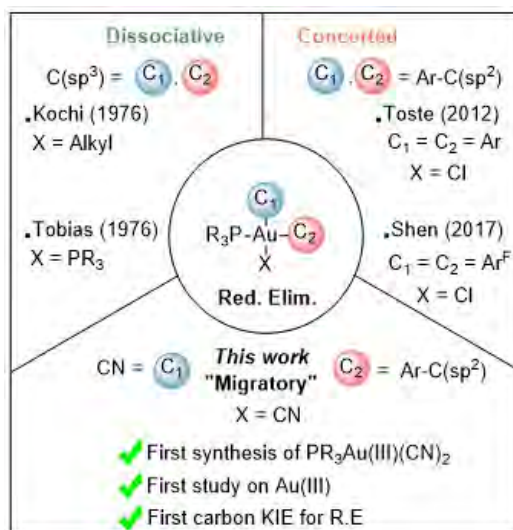 Dissociative
C(sp³) = C₁ . C₂
.Kochi (1976)
X = Alkyl
.Tobias (1976)
X = PR₃
Concerted
C₁ . C₂ = Ar-C(sp²)
.Toste (2012)
C₁ = C₂ = Ar
X = Cl
.Shen (2017)
C₁ = C₂ = Ar^F
X = Cl
C₁
R₃P-Au-C₂
X
Red. Elim.
CN = C₁ This work C₂ = Ar-C(sp²)
"Migratory"
X = CN
First synthesis of PR₃Au(III)(CN)₂
First study on Au(III)
First carbon KIE for R.E